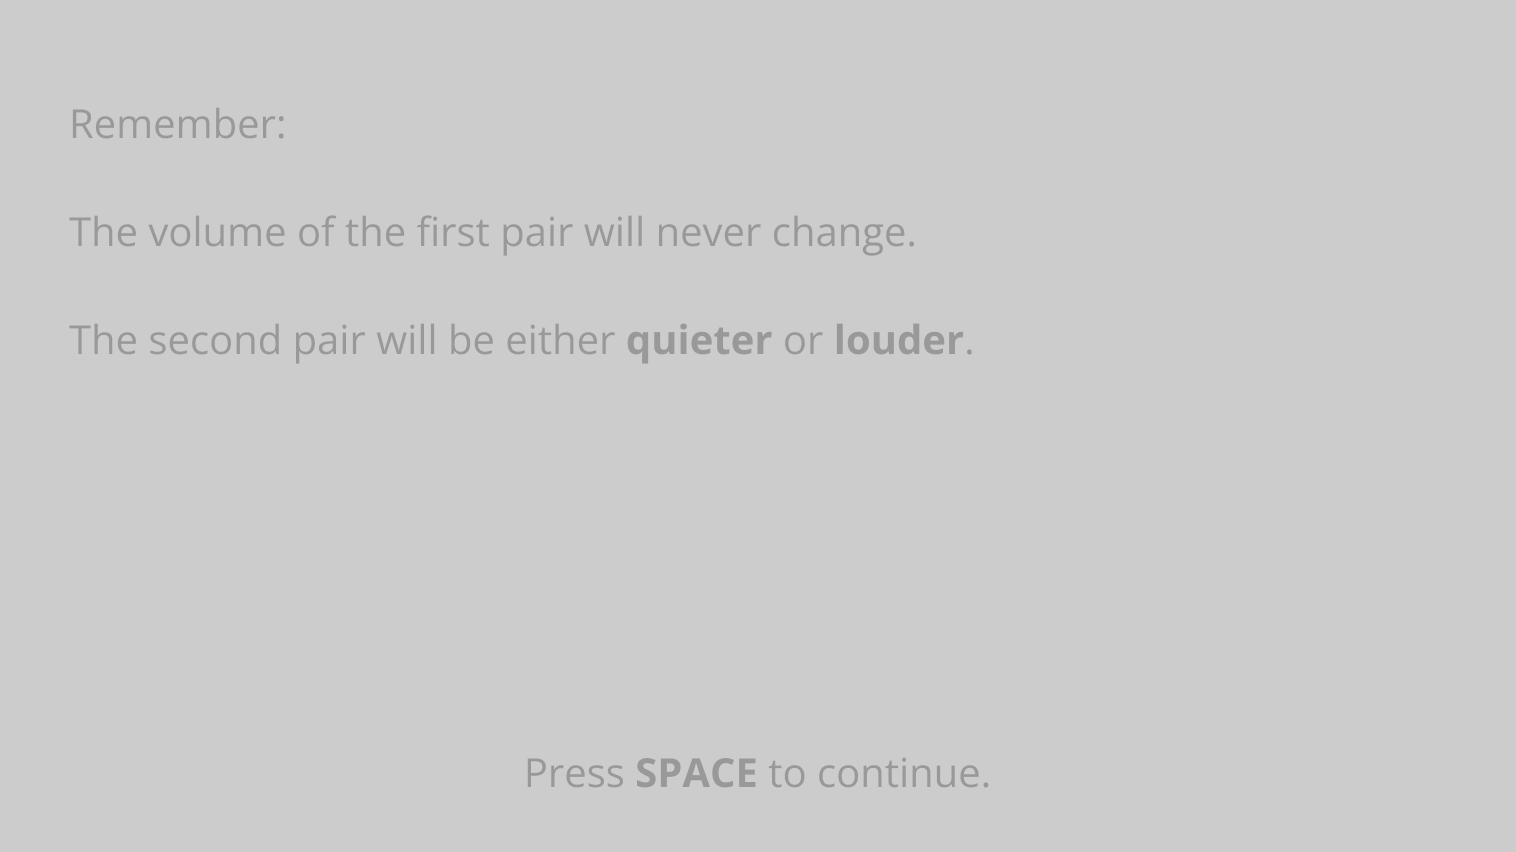 Remember:
The volume of the first pair will never change.
The second pair will be either quieter or louder.
Press SPACE to continue.